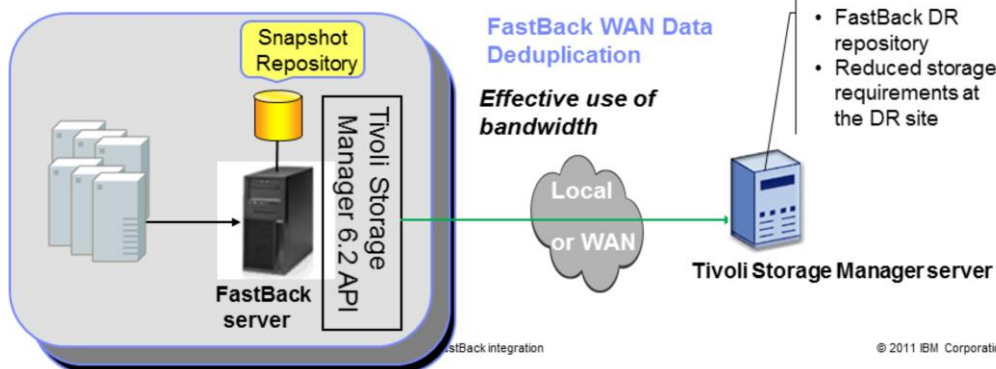 Snapshot
Repository
FastBack
server
Tivoli Storage
Manager 6.2 API
FastBack WAN Data
Deduplication
Effective use of
bandwidth
Local
or WAN
• FastBack DR
repository
• Reduced storage
requirements at
the DR site
Tivoli Storage Manager server
integration
© 2011 IBM